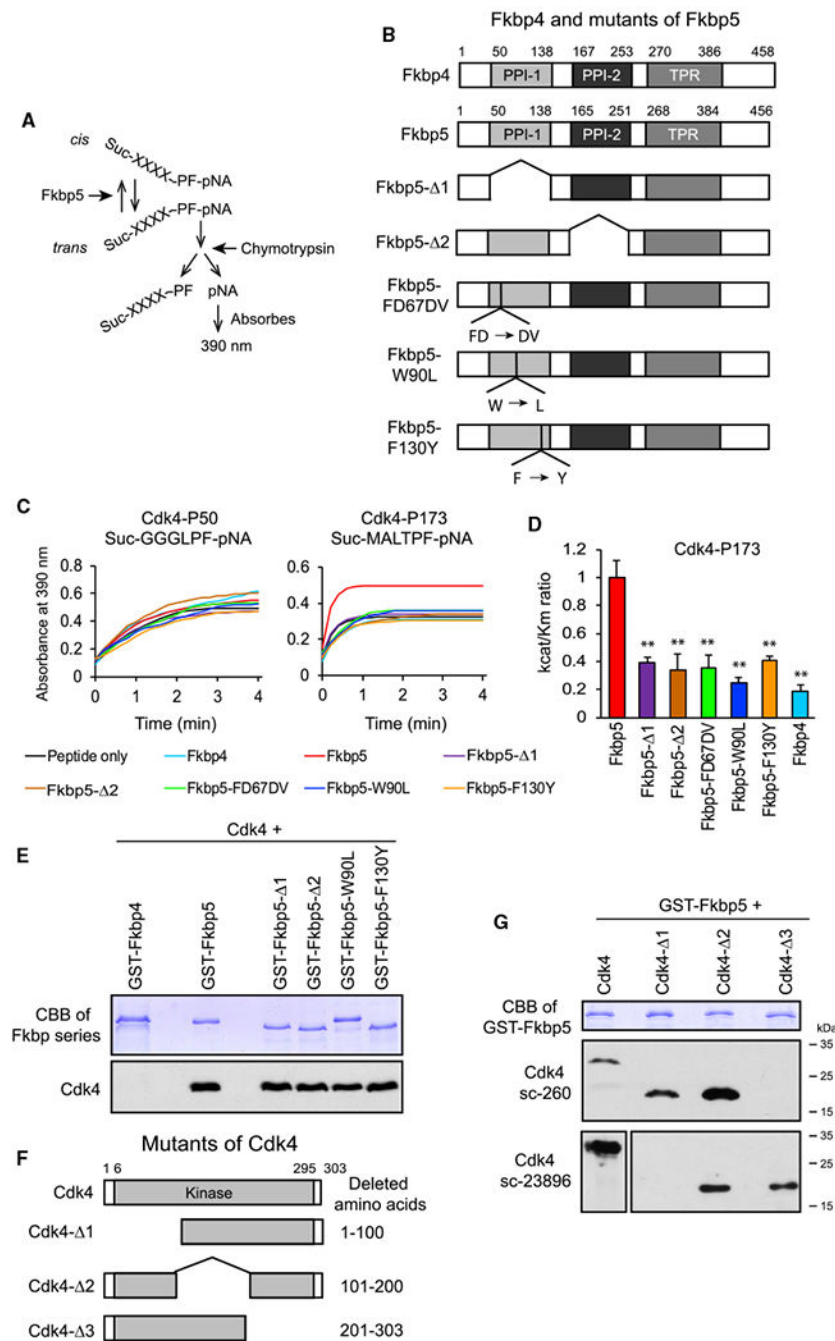 A
cis
Suc-XXXX-PF-pNA
Fkbp5
trans
Suc-XXXX-PF-pNA
Chymotrypsin
Suc-XXXX-PF
pNA
Absorbes
390 nm
B
Fkbp4 and mutants of Fkbp5
1 50 138 167 253 270 386 458
Fkbp4
PPI-1 PPI-2 TPR
1 50 138 165 251 268 384 456
Fkbp5
PPI-1 PPI-2 TPR
Fkbp5-Δ1
Fkbp5-Δ2
Fkbp5-
FD67DV
FD → DV
Fkbp5-
W90L
W → L
Fkbp5-
F130Y
F → Y
C
Cdk4-P50
Suc-GGGLPF-pNA
Absorbance at 390 nm
0.8
0.6
0.4
0.2
0
0 1 2 3 4
Time (min)
Cdk4-P173
Suc-MALTPF-pNA
0.6
0.4
0.2
0
0 1 2 3 4
Time (min)
Peptide only
Fkbp4
Fkbp5
Fkbp5-Δ1
Fkbp5-Δ2
Fkbp5-FD67DV
Fkbp5-W90L
Fkbp5-F130Y
D
Cdk4-P173
kcat/Km ratio
1.2
1
0.8
0.6
0.4
0.2
0
** ** ** ** ** **
Fkbp5
Fkbp5-Δ1
Fkbp5-Δ2
Fkbp5-FD67DV
Fkbp5-W90L
Fkbp5-F130Y
Fkbp4
E
Cdk4 +
GST-Fkbp4
GST-Fkbp5
GST-Fkbp5-Δ1
GST-Fkbp5-Δ2
GST-Fkbp5-W90L
GST-Fkbp5-F130Y
CBB of
Fkbp series
Cdk4
F
Mutants of Cdk4
1 6 295 303
Deleted
amino acids
Cdk4
Kinase
Cdk4-Δ1
1-100
Cdk4-Δ2
101-200
Cdk4-Δ3
201-303
G
GST-Fkbp5 +
Cdk4
Cdk4-Δ1
Cdk4-Δ2
Cdk4-Δ3
CBB of
GST-Fkbp5
kDa
Cdk4
sc-260
35
25
15
Cdk4
sc-23896
35
25
15